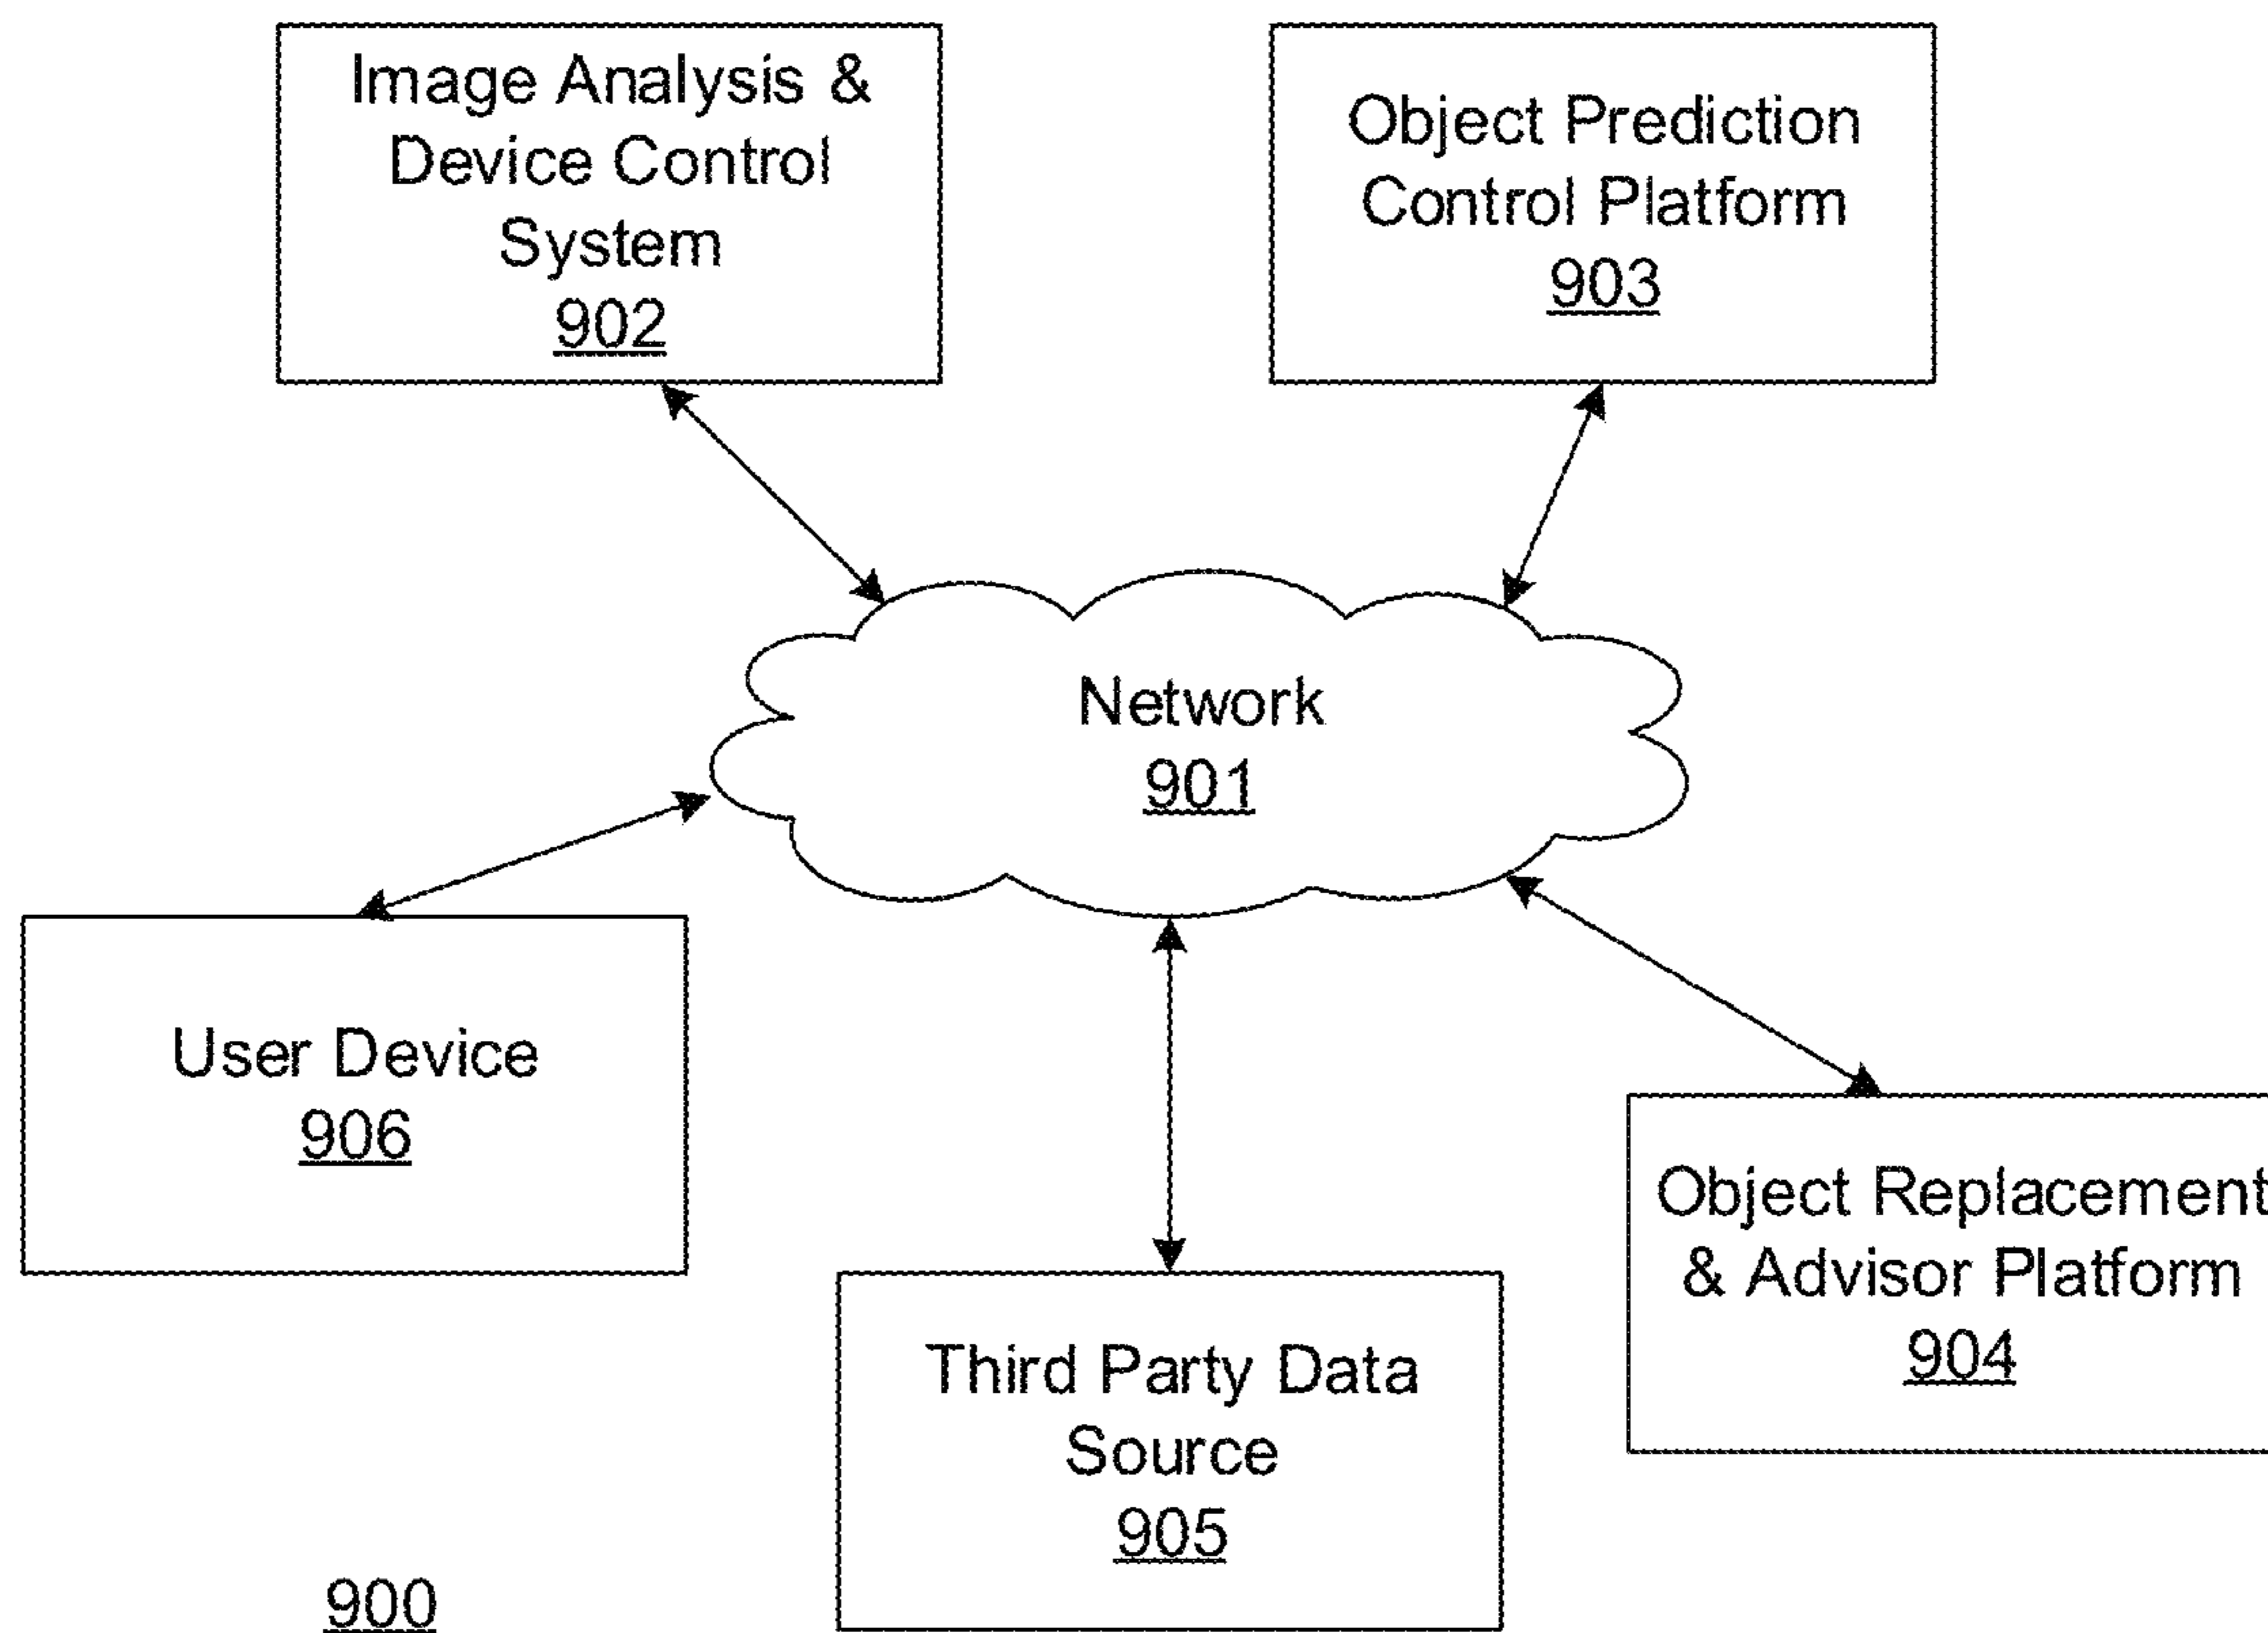 Image Analysis &
Device Control
System
902
Object Prediction
Control Platform
903
Network
901
User Device
906
Object Replacement
& Advisor Platform
904
Third Party Data
Source
905
900